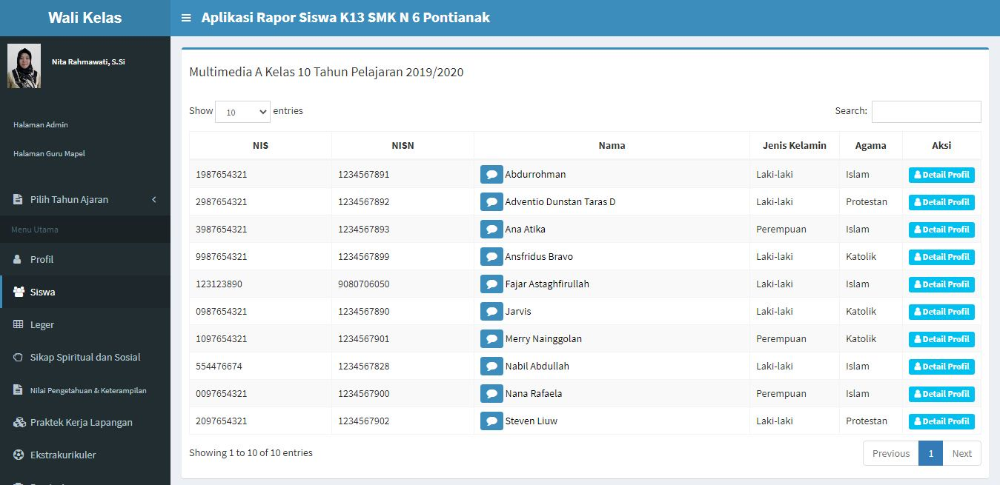 Wali Kelas
Aplikasi Rapor Siswa K13 SMK N 6 Pontianak
Nita Rahmawati, S.Si
Halaman Admin
Halaman Guru Mapel
Pilih Tahun Ajaran
Menu Utama
Profil
Siswa
Leger
Sikap Spiritual dan Sosial
Nilai Pengetahuan & Keterampilan
Praktek Kerja Lapangan
Ekstrakurikuler
Multimedia A Kelas 10 Tahun Pelajaran 2019/2020
Show 10 entries Search:
NIS NISN Nama Jenis Kelamin Agama Aksi
1987654321 1234567891 Abdurrohman Laki-laki Islam Detail Profil
2987654321 1234567892 Adventio Dunstan Taras D Laki-laki Protestan Detail Profil
3987654321 1234567893 Ana Atika Perempuan Islam Detail Profil
9987654321 1234567899 Ansfridus Bravo Laki-laki Katolik Detail Profil
123123890 9080706050 Fajar Astaghfirullah Laki-laki Islam Detail Profil
0987654321 1234567890 Jarvis Laki-laki Katolik Detail Profil
1097654321 1234567901 Merry Nainggolan Perempuan Katolik Detail Profil
554476674 1234567828 Nabil Abdullah Laki-laki Islam Detail Profil
0097654321 1234567900 Nana Rafaela Perempuan Islam Detail Profil
2097654321 1234567902 Steven Liuw Laki-laki Protestan Detail Profil
Showing 1 to 10 of 10 entries
Previous 1 Next